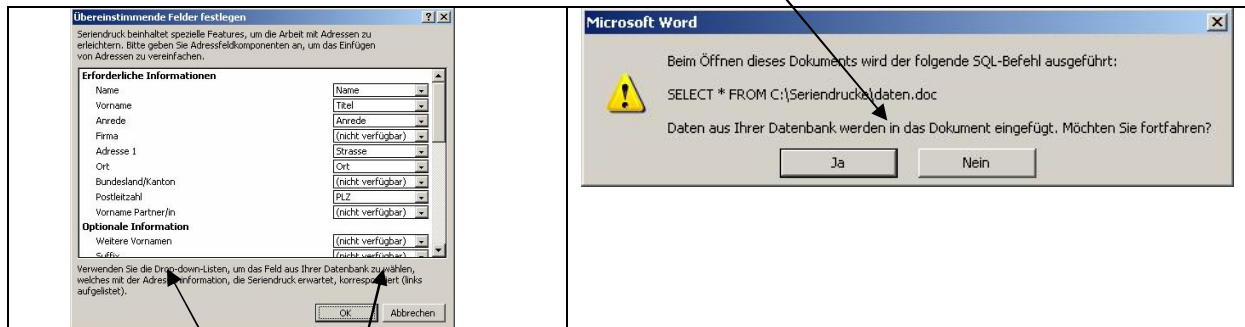 Übereinstimmende Felder festlegen
Seriendruck beinhaltet spezielle Features, um die Arbeit mit Adressen zu
erleichtern. Bitte geben Sie Adressfeldkomponenten an, um das Einfügen
von Adressen zu vereinfachen.
Erforderliche Informationen
Name Name
Vorname Titel
Anrede Anrede
Firma (nicht verfügbar)
Adresse 1 Strasse
Ort Ort
Bundesland/Kanton (nicht verfügbar)
Postleitzahl PLZ
Vorname Partner/in (nicht verfügbar)
Optionale Information
Weitere Vornamen (nicht verfügbar)
Suffix (nicht verfügbar)
Verwenden Sie die Drop-down-Listen, um das Feld aus Ihrer Datenbank zu wählen,
welches mit der Adressinformation, die Seriendruck erwartet, korrespondiert (links
aufgelistet).
OK Abbrechen
Microsoft Word
Beim Öffnen dieses Dokuments wird der folgende SQL-Befehl ausgeführt:
SELECT * FROM C:\Seriendrucke\daten.doc
Daten aus Ihrer Datenbank werden in das Dokument eingefügt. Möchten Sie fortfahren?
Ja Nein